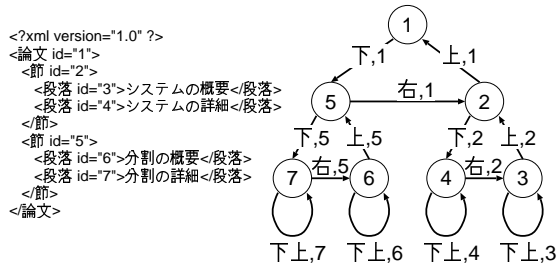 <?xml version="1.0" ?>
<論文 id="1">
<節 id="2">
<段落 id="3">システムの概要</段落>
<段落 id="4">システムの詳細</段落>
</節>
<節 id="5">
<段落 id="6">分割の概要</段落>
<段落 id="7">分割の詳細</段落>
</節>
</論文>
1
下,1 上,1
5 右,1 2
下,5 上,5 下,2 上,2
7 右,5 6 4 右,2 3
下上,7 下上,6 下上,4 下上,3